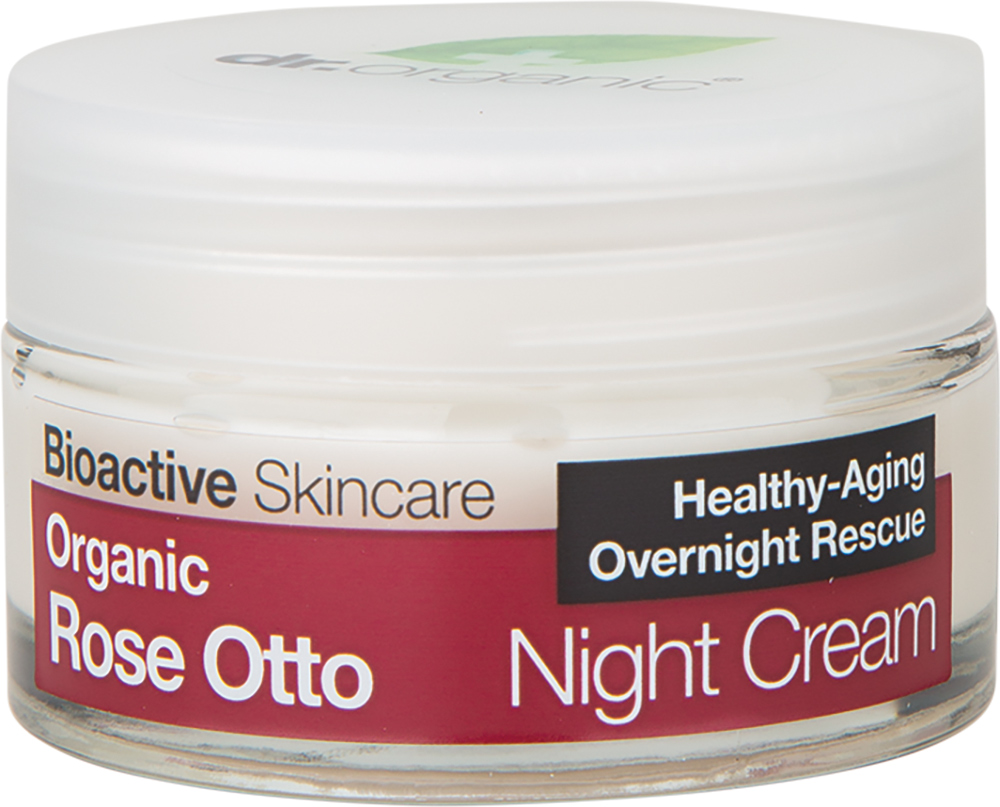 dr.organic®
Bioactive Skincare
Healthy-Aging
Overnight Rescue
Organic
Rose Otto
Night Cream